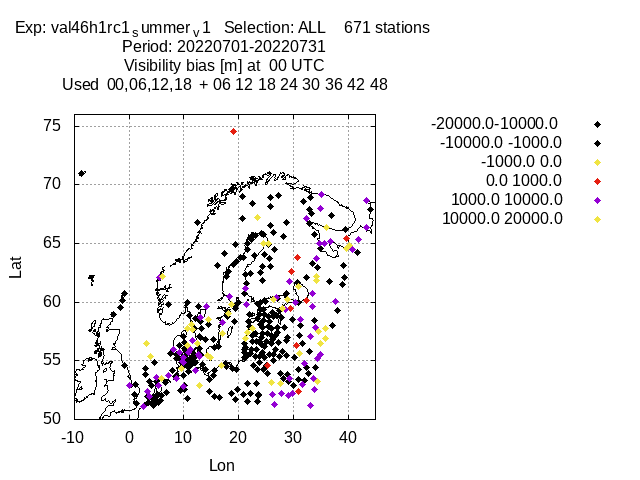 Exp: val46h1rc1 s ummer v 1   Selection: ALL    671 stations
Period: 20220701-20220731
Visibility bias [m] at  00 UTC
Used  00,06,12,18  + 06 12 18 24 30 36 42 48
-20000.0-10000.0
-10000.0 -1000.0
-1000.0 0.0
0.0 1000.0
1000.0 10000.0
10000.0 20000.0
75
70
65
60
55
50
Lat
-10 0 10 20 30 40
Lon